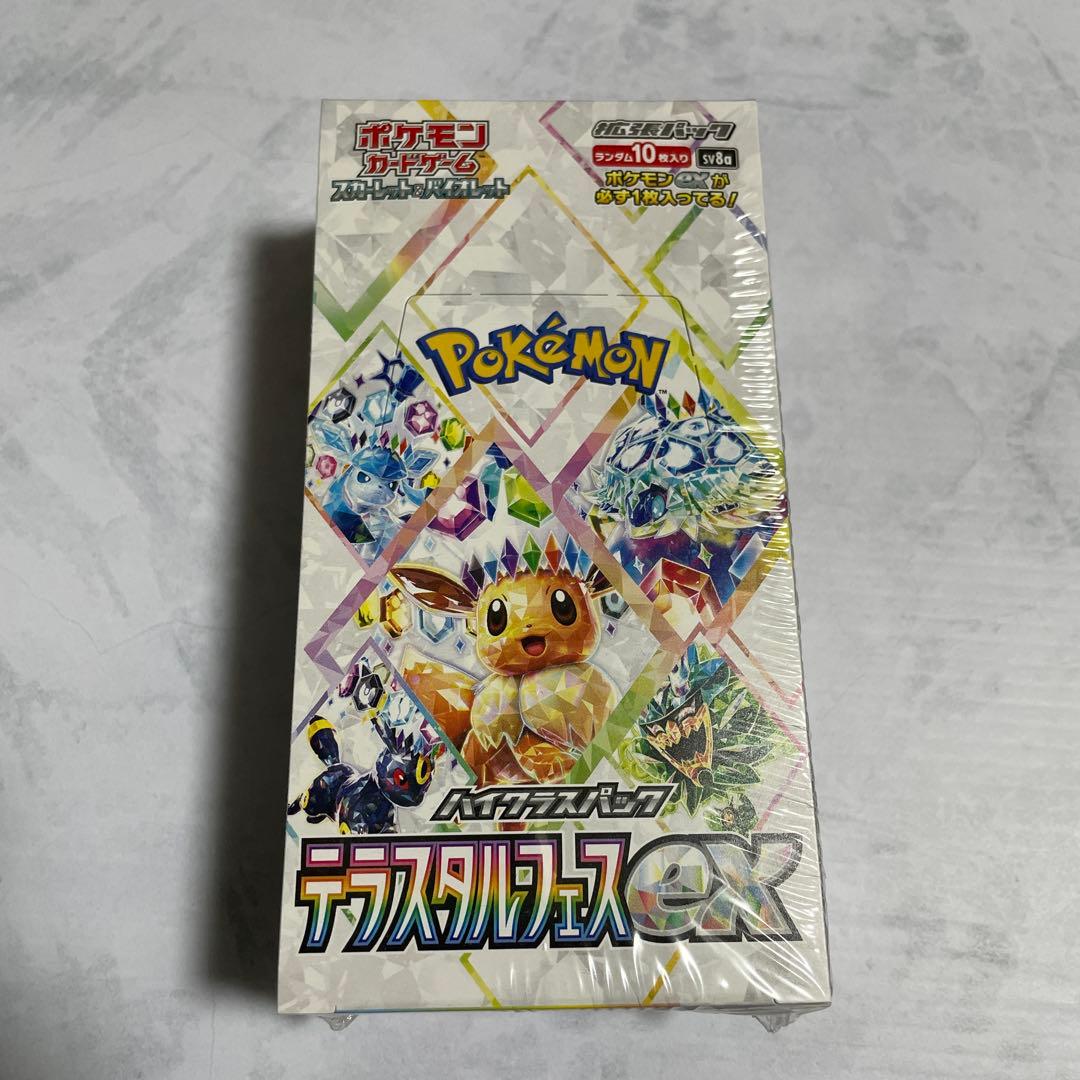 ポケモン
カードゲーム
スカーレット&バイオレット
拡張パック
ランダム10枚入り
SV8a
ポケモンexが
必ず1枚入ってる!
POKéMON
TM
ハイクラスパック
テラスタルフェスex